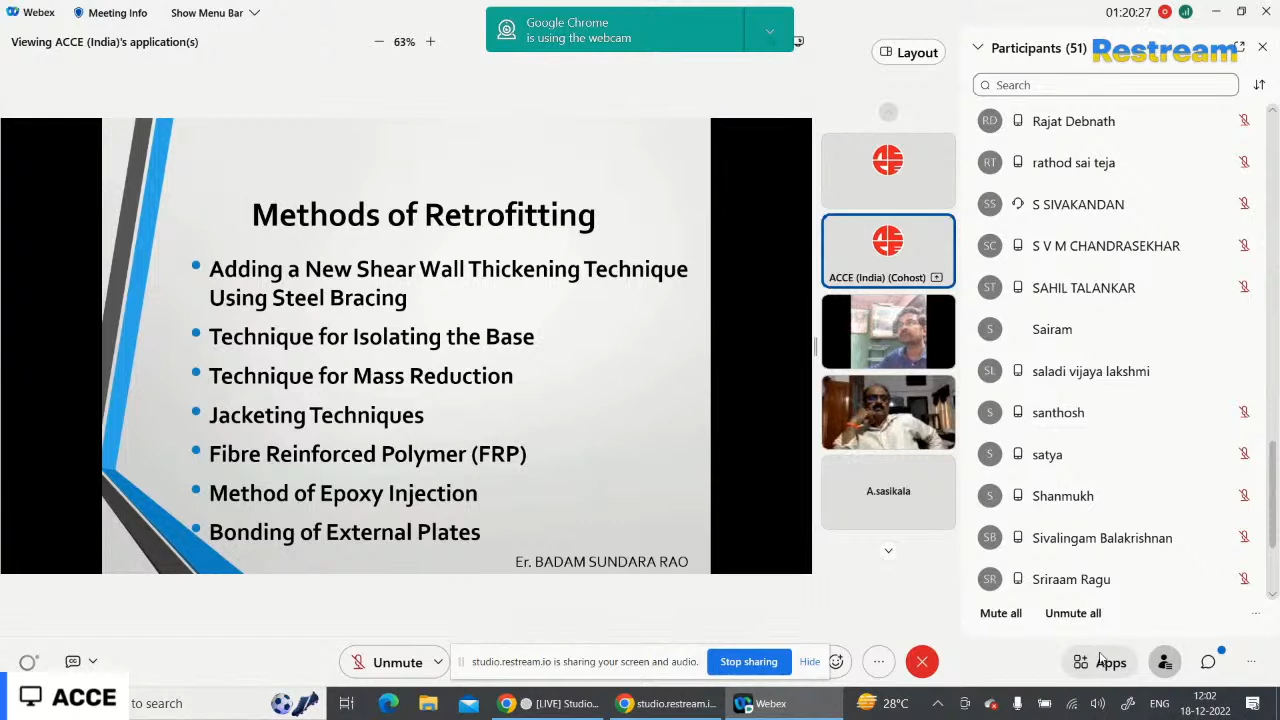 Webex
Meeting Info
Show Menu Bar
Google Chrome
is using the webcam
01:20:27
Viewing ACCE (India)'s application(s)
63%
Layout
Participants (51)
Restream
Search
Methods of Retrofitting
Adding a New Shear Wall Thickening Technique
Using Steel Bracing
Technique for Isolating the Base
Technique for Mass Reduction
Jacketing Techniques
Fibre Reinforced Polymer (FRP)
Method of Epoxy Injection
Bonding of External Plates
Er. BADAM SUNDARA RAO
ACCE (India) (Cohost)
A.sasikala
RD Rajat Debnath
RT rathod sai teja
SS S SIVAKANDAN
SC S V M CHANDRASEKHAR
ST SAHIL TALANKAR
S Sairam
SL saladi vijaya lakshmi
S santhosh
S satya
S Shanmukh
SB Sivalingam Balakrishnan
SR Sriraam Ragu
Mute all
Unmute all
CC
Unmute
studio.restream.io is sharing your screen and audio.
Stop sharing
Hide
Apps
ACCE
to search
[LIVE] Studio...
studio.restream.i...
Webex
28°C
ENG
12:02
18-12-2022